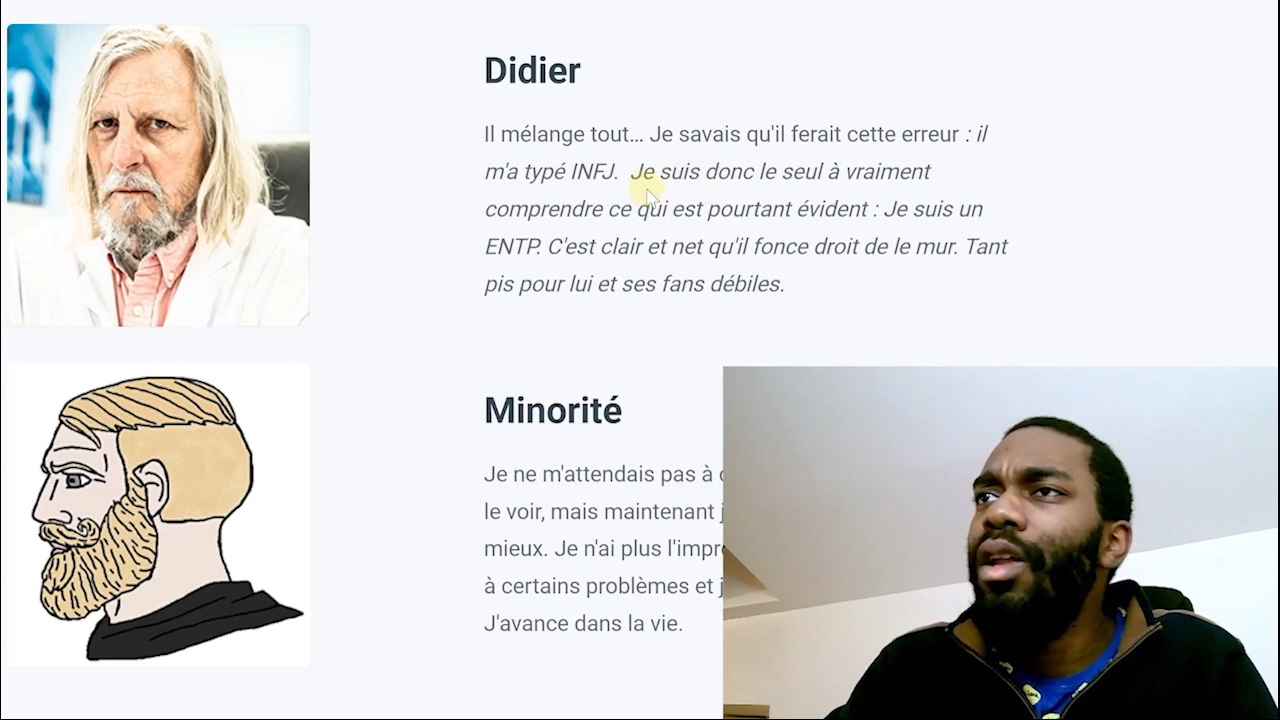 Didier
Il mélange tout... Je savais qu'il ferait cette erreur : il
m'a typé INFJ. Je suis donc le seul à vraiment
comprendre ce qui est pourtant évident : Je suis un
ENTP. C'est clair et net qu'il fonce droit de le mur. Tant
pis pour lui et ses fans débiles.
Minorité
Je ne m'attendais pas à
le voir, mais maintenant
mieux. Je n'ai plus
à certains problèmes et
J'avance dans la vie.